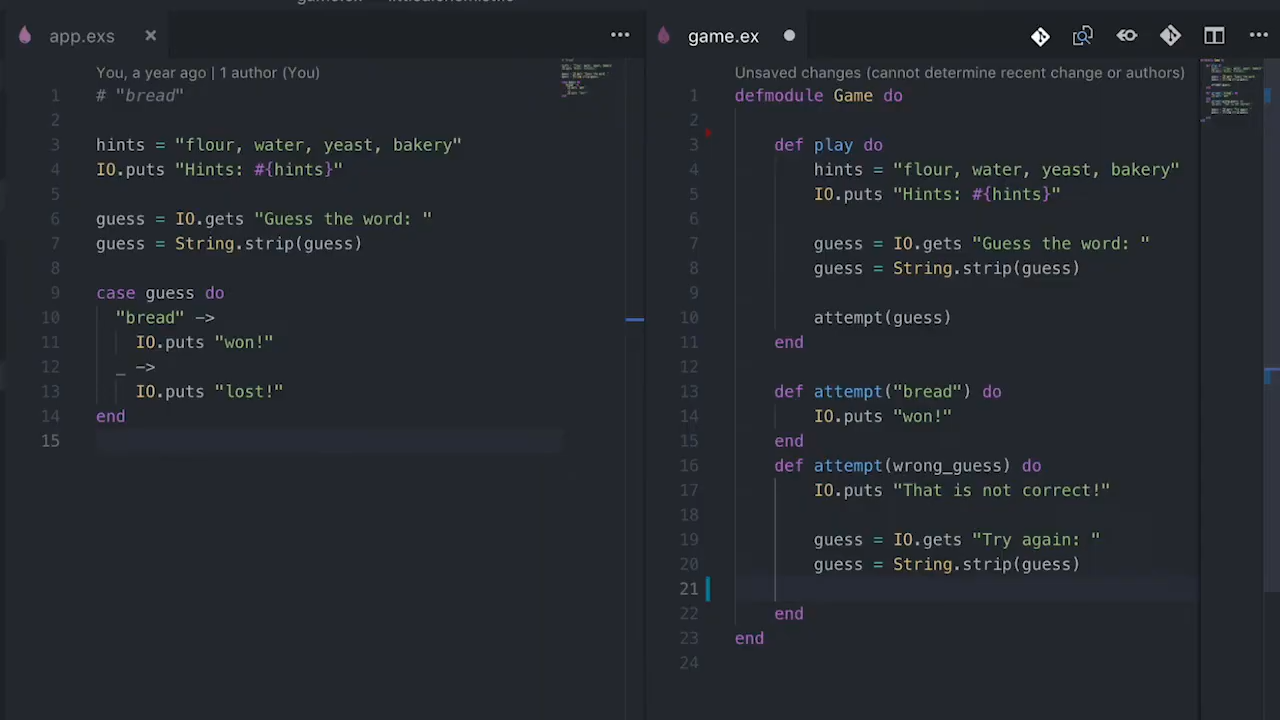 app.exs
You, a year ago | 1 author (You)
1 # "bread"
2
3 hints = "flour, water, yeast, bakery"
4 IO.puts "Hints: #{hints}"
5
6 guess = IO.gets "Guess the word: "
7 guess = String.strip(guess)
8
9 case guess do
10 "bread" ->
11 IO.puts "won!"
12 _ ->
13 IO.puts "lost!"
14 end
15
game.ex
Unsaved changes (cannot determine recent change or authors)
1 defmodule Game do
2
3 def play do
4 hints = "flour, water, yeast, bakery"
5 IO.puts "Hints: #{hints}"
6
7 guess = IO.gets "Guess the word: "
8 guess = String.strip(guess)
9
10 attempt(guess)
11 end
12
13 def attempt("bread") do
14 IO.puts "won!"
15 end
16 def attempt(wrong_guess) do
17 IO.puts "That is not correct!"
18
19 guess = IO.gets "Try again: "
20 guess = String.strip(guess)
21
22 end
23 end
24